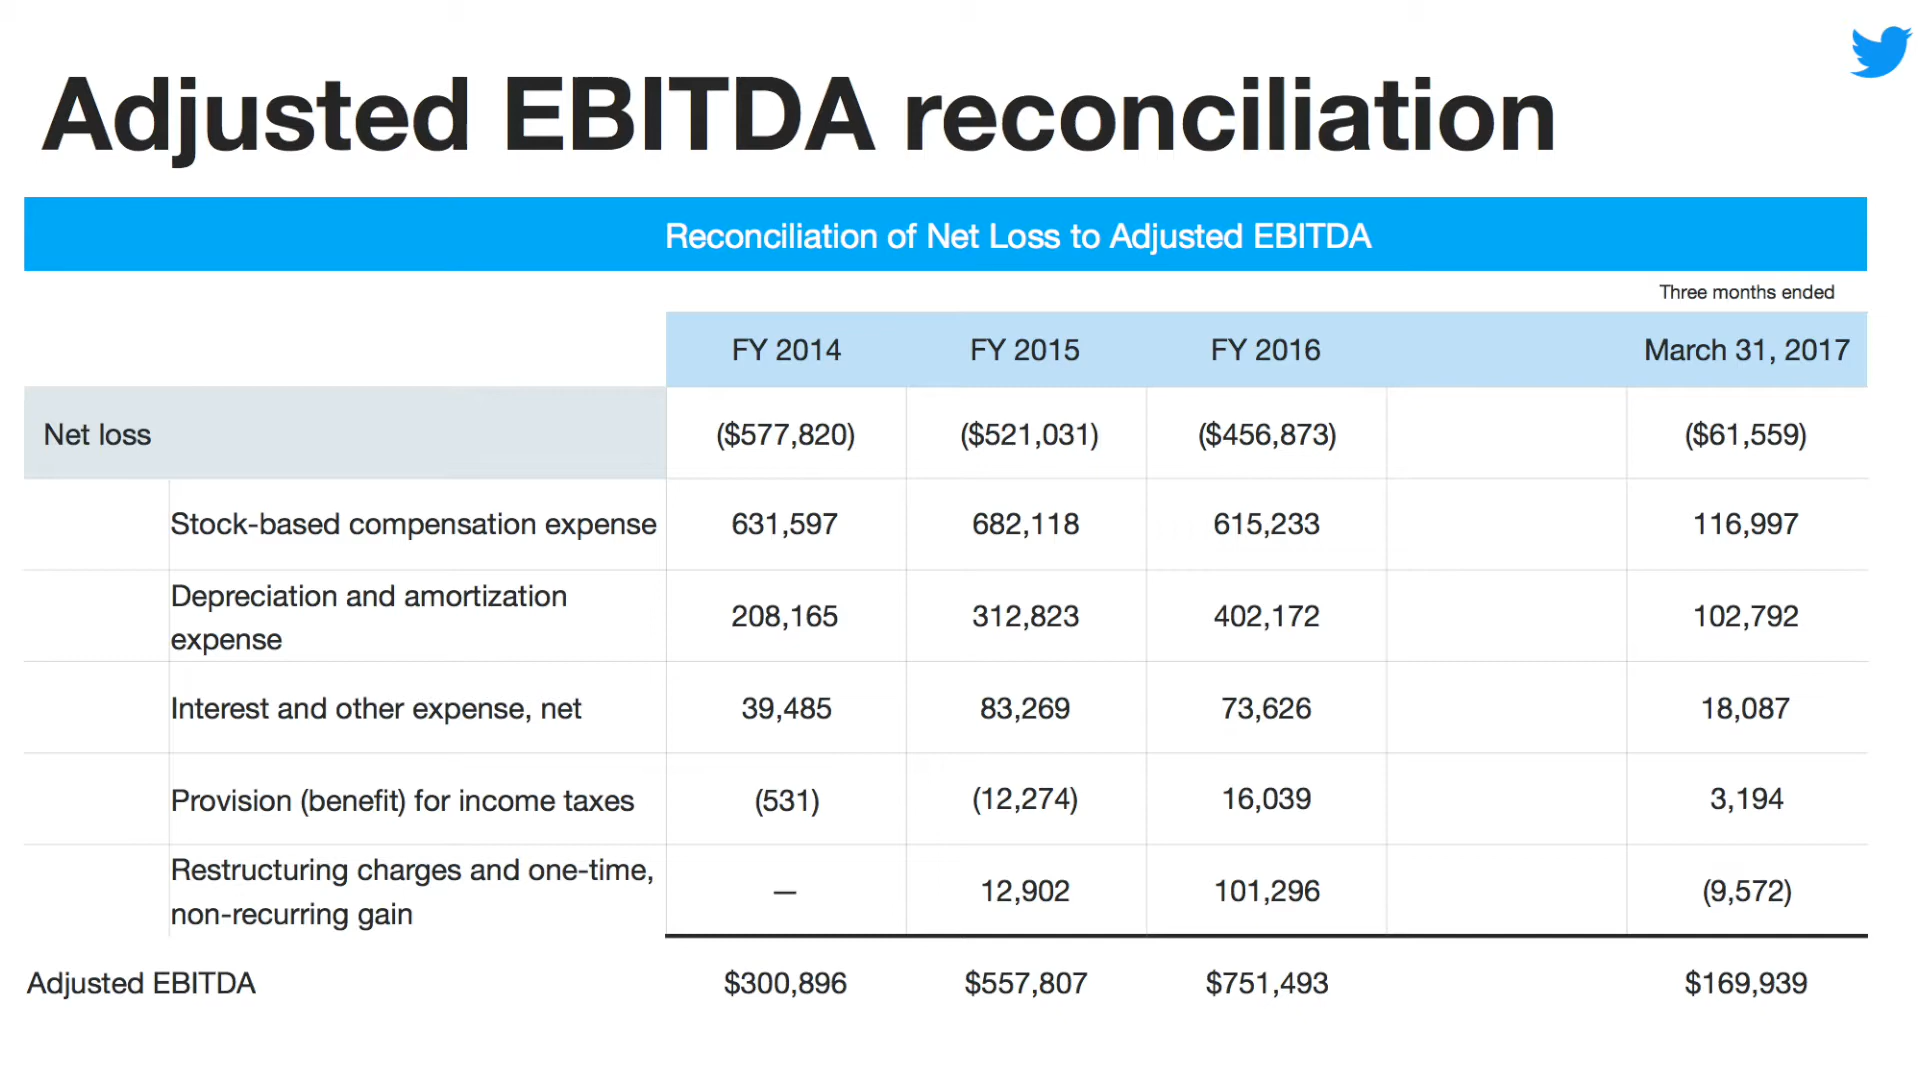 Adjusted EBITDA reconciliation
Reconciliation of Net Loss to Adjusted EBITDA
Three months ended
FY 2014 FY 2015 FY 2016 March 31, 2017
Net loss ($577,820) ($521,031) ($456,873) ($61,559)
Stock-based compensation expense 631,597 682,118 615,233 116,997
Depreciation and amortization
expense 208,165 312,823 402,172 102,792
Interest and other expense, net 39,485 83,269 73,626 18,087
Provision (benefit) for income taxes (531) (12,274) 16,039 3,194
Restructuring charges and one-time,
non-recurring gain — 12,902 101,296 (9,572)
Adjusted EBITDA $300,896 $557,807 $751,493 $169,939